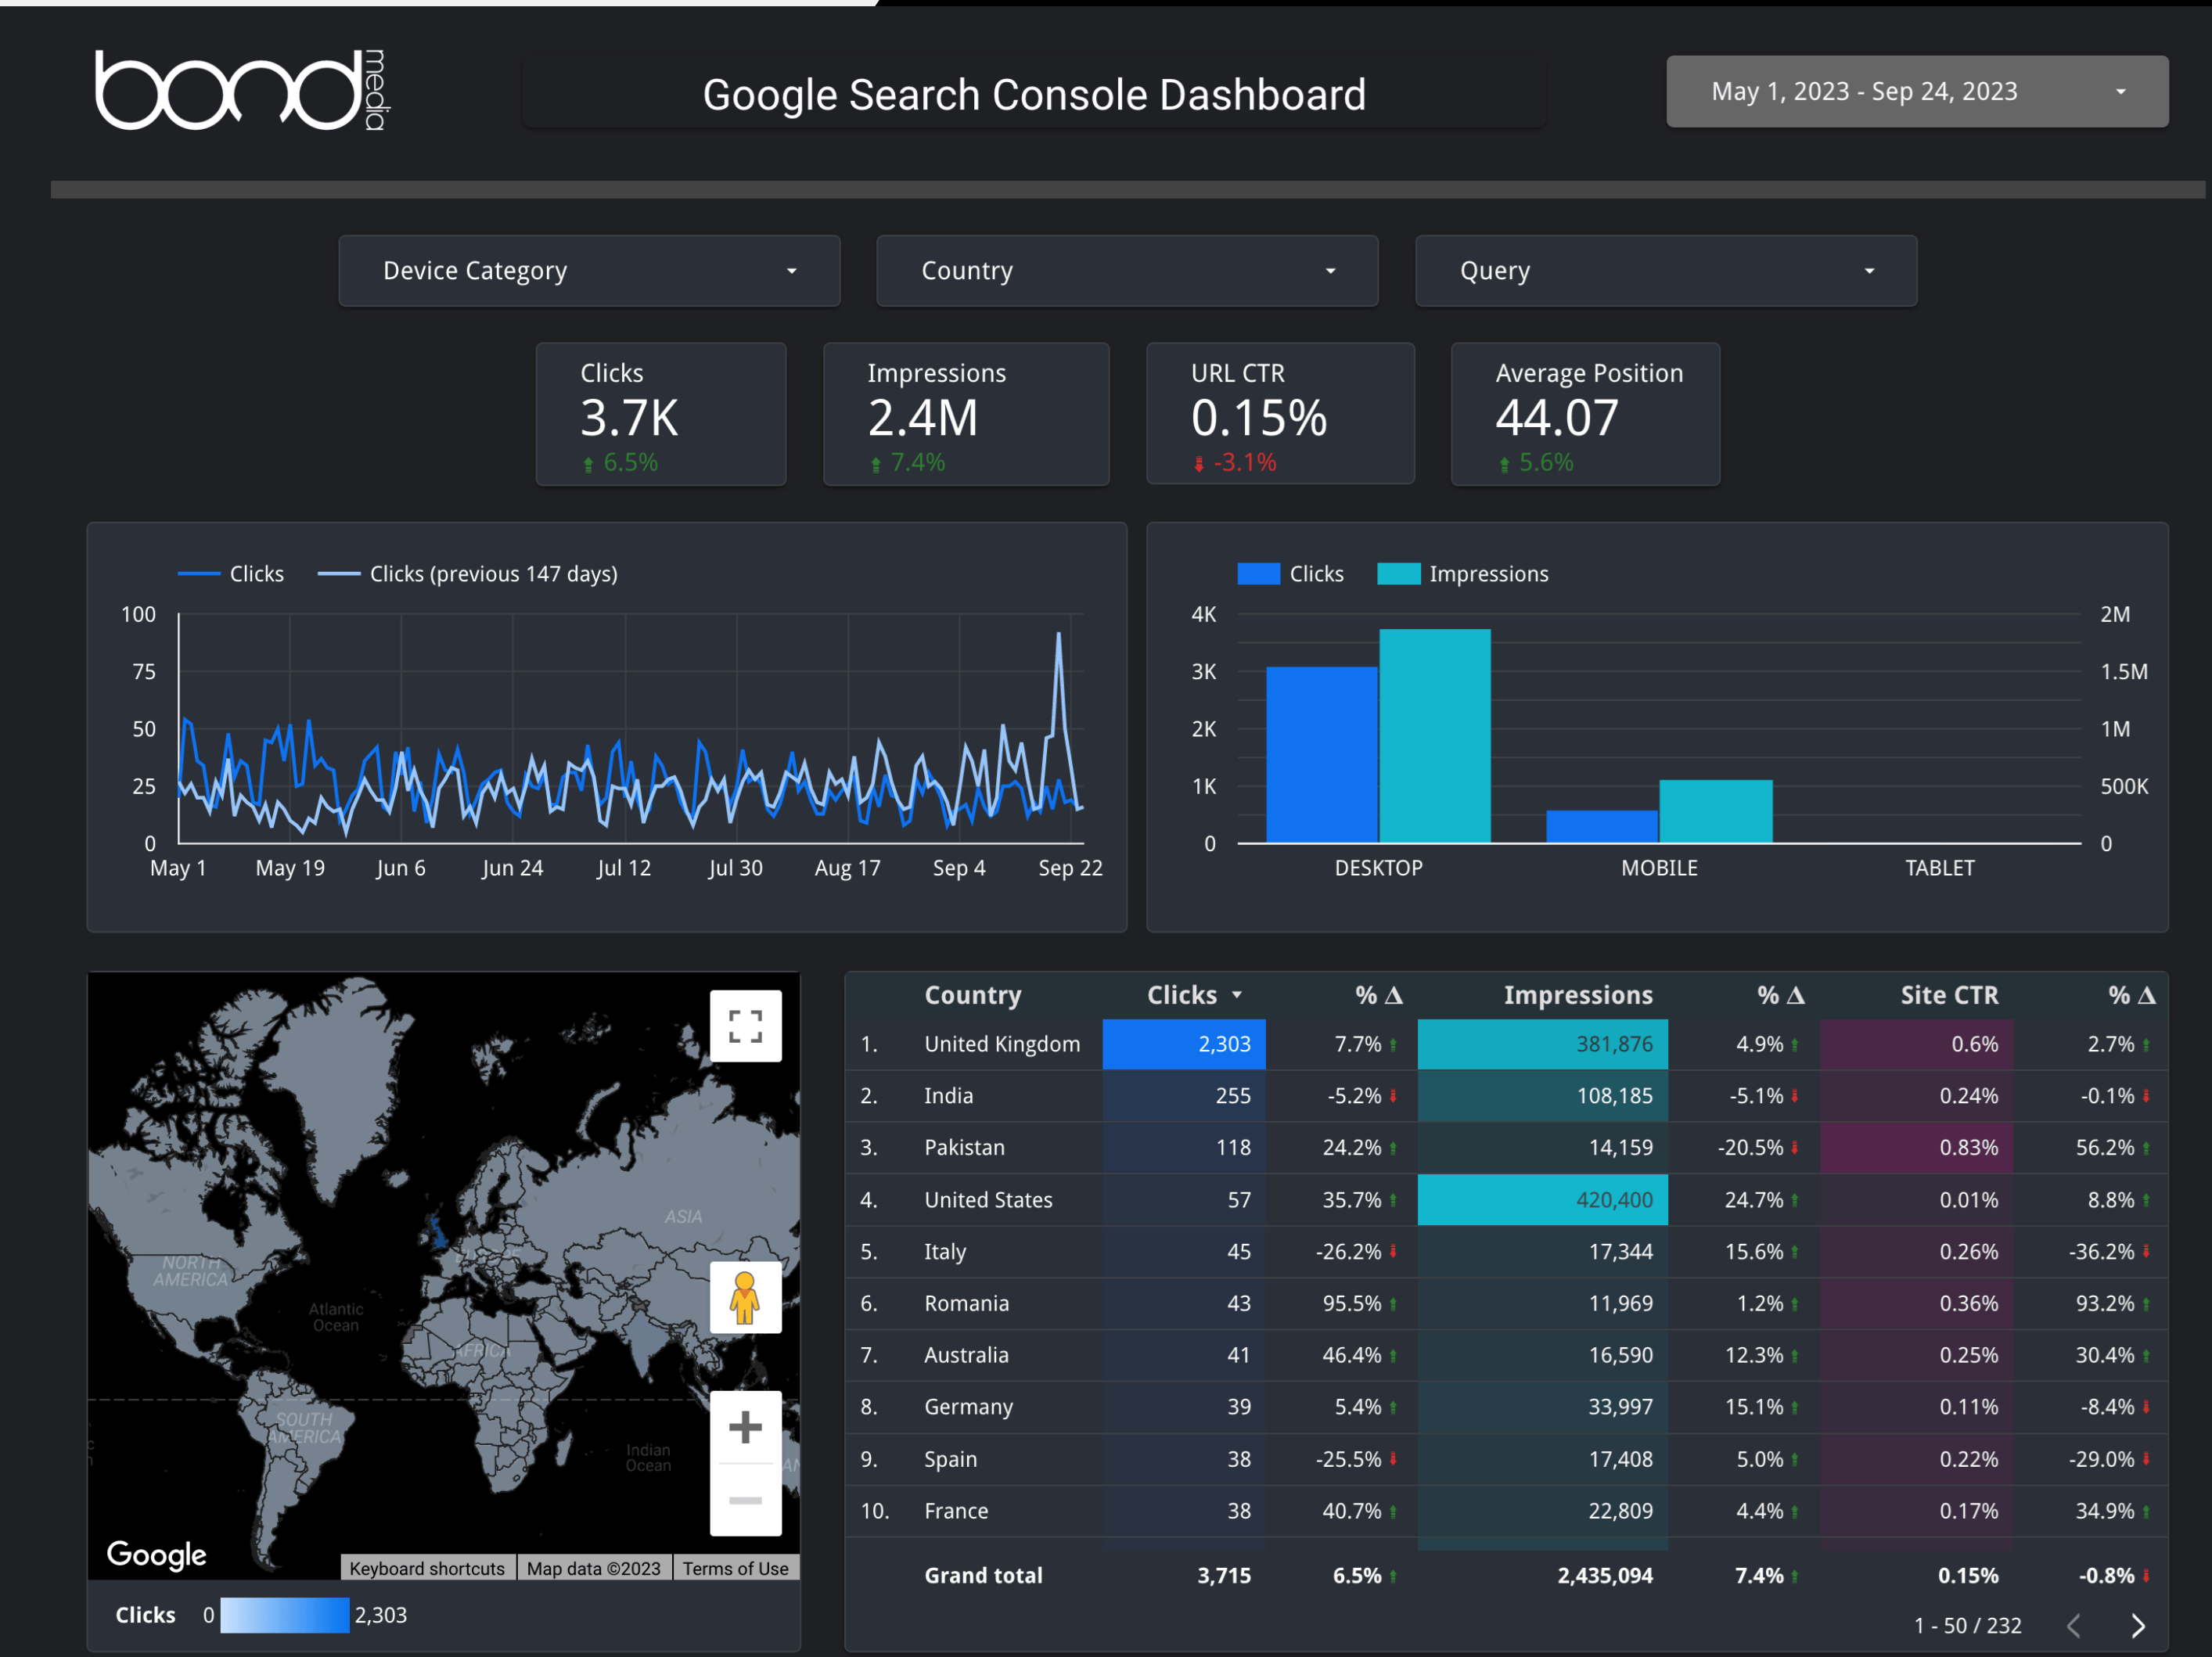 bond media
Google Search Console Dashboard
May 1, 2023 - Sep 24, 2023
Device Category
Country
Query
Clicks
3.7K
6.5%
Impressions
2.4M
7.4%
URL CTR
0.15%
-3.1%
Average Position
44.07
5.6%
Clicks Clicks (previous 147 days)
100
75
50
25
0
May 1 May 19 Jun 6 Jun 24 Jul 12 Jul 30 Aug 17 Sep 4 Sep 22
Clicks Impressions
4K 2M
3K 1.5M
2K 1M
1K 500K
0 0
DESKTOP MOBILE TABLET
ASIA
EUROPE
NORTH
AMERICA
Atlantic
Ocean
AFRICA
SOUTH
AMERICA
Indian
Ocean
Google
Keyboard shortcuts Map data ©2023 Terms of Use
Clicks 0 2,303
Country Clicks % Δ Impressions % Δ Site CTR % Δ
1. United Kingdom 2,303 7.7% 381,876 4.9% 0.6% 2.7%
2. India 255 -5.2% 108,185 -5.1% 0.24% -0.1%
3. Pakistan 118 24.2% 14,159 -20.5% 0.83% 56.2%
4. United States 57 35.7% 420,400 24.7% 0.01% 8.8%
5. Italy 45 -26.2% 17,344 15.6% 0.26% -36.2%
6. Romania 43 95.5% 11,969 1.2% 0.36% 93.2%
7. Australia 41 46.4% 16,590 12.3% 0.25% 30.4%
8. Germany 39 5.4% 33,997 15.1% 0.11% -8.4%
9. Spain 38 -25.5% 17,408 5.0% 0.22% -29.0%
10. France 38 40.7% 22,809 4.4% 0.17% 34.9%
Grand total 3,715 6.5% 2,435,094 7.4% 0.15% -0.8%
1 - 50 / 232